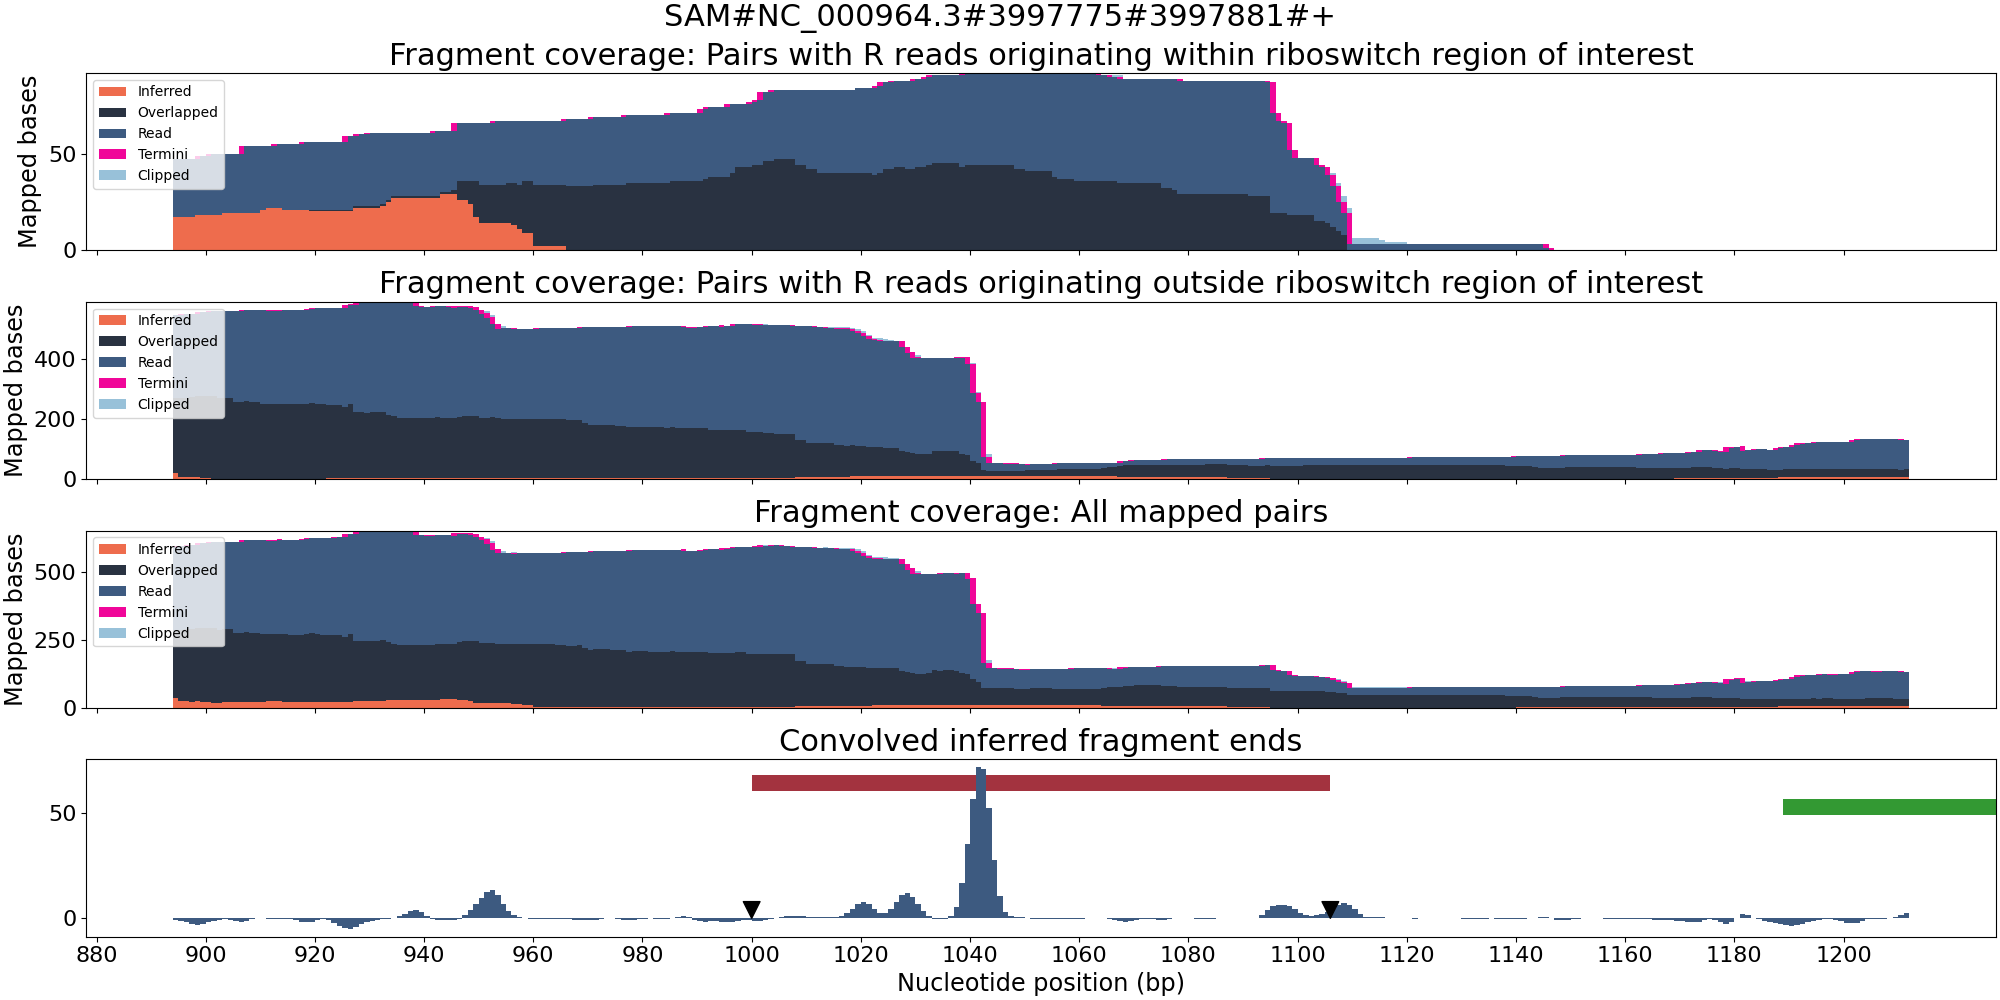 SAM#NC_000964.3#3997775#3997881#+
Fragment coverage: Pairs with R reads originating within riboswitch region of interest
Mapped bases
50
0
Inferred
Overlapped
Read
Termini
Clipped
Fragment coverage: Pairs with R reads originating outside riboswitch region of interest
Mapped bases
400
200
0
Inferred
Overlapped
Read
Termini
Clipped
Fragment coverage: All mapped pairs
Mapped bases
500
250
0
Inferred
Overlapped
Read
Termini
Clipped
Convolved inferred fragment ends
50
0
880 900 920 940 960 980 1000 1020 1040 1060 1080 1100 1120 1140 1160 1180 1200
Nucleotide position (bp)